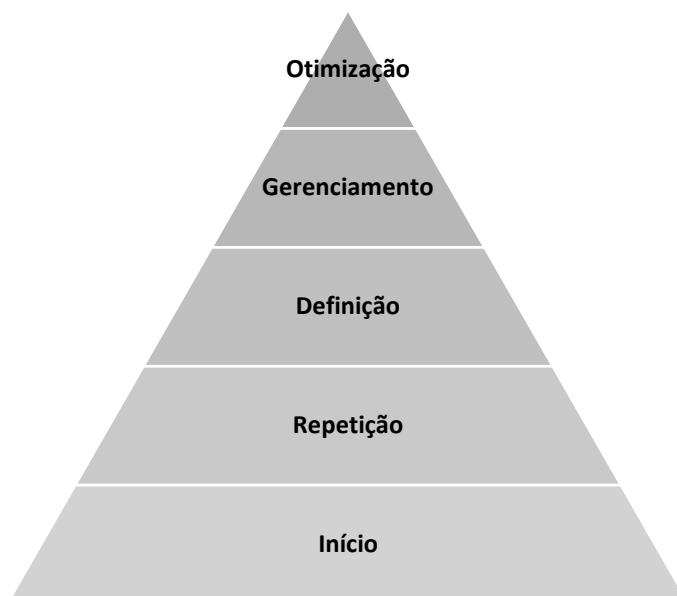 Otimização
Gerenciamento
Definição
Repetição
Início